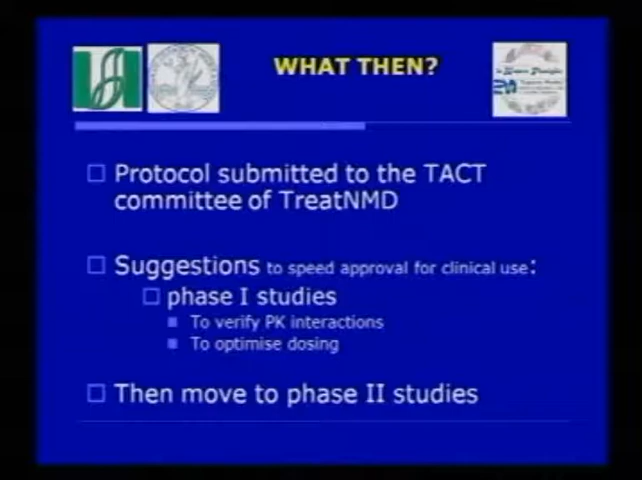 WHAT THEN?
Protocol submitted to the TACT
committee of TreatNMD
Suggestions to speed approval for clinical use:
phase I studies
To verify PK interactions
To optimise dosing
Then move to phase II studies